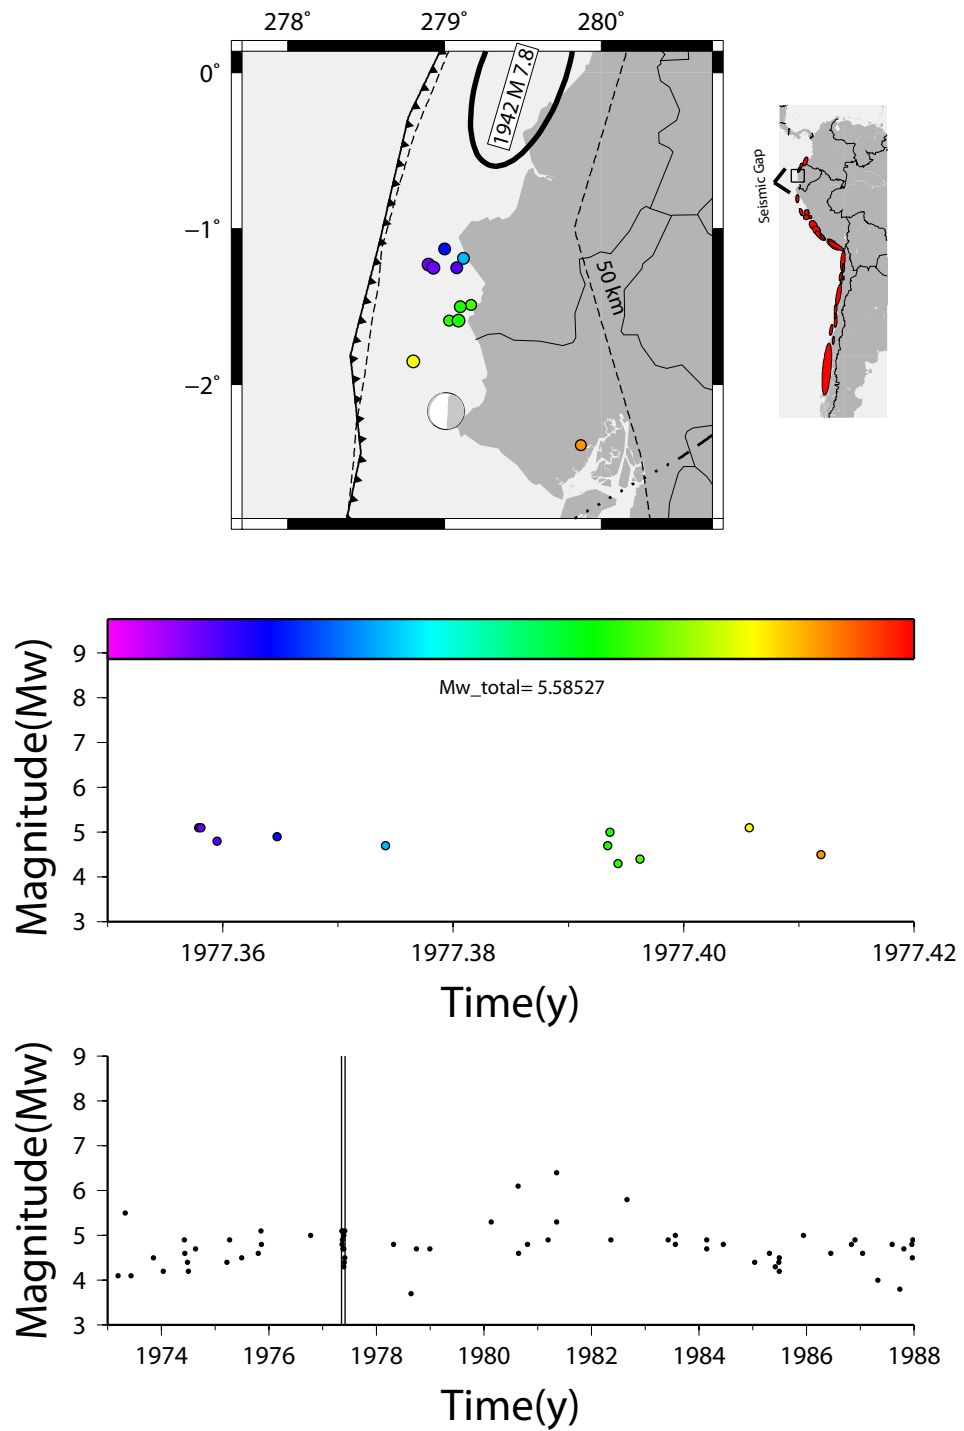 278° 279° 280°
0°
1942 M 7.8
Seismic Gap
−1°
50 km
−2°
9
Mw_total= 5.58527
8
7
6
5
4
3
Magnitude(Mw)
1977.36 1977.38 1977.40 1977.42
Time(y)
9
8
7
6
5
4
3
Magnitude(Mw)
1974 1976 1978 1980 1982 1984 1986 1988
Time(y)